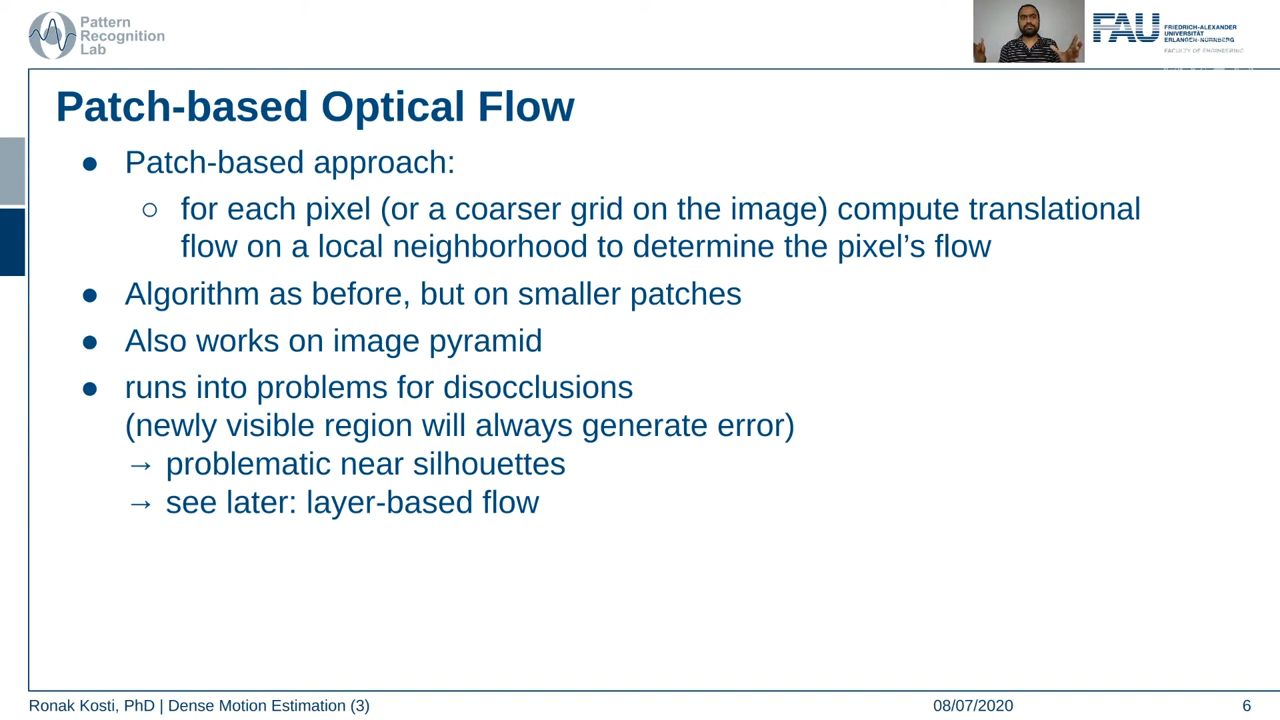 Pattern
Recognition
Lab
FAU
FRIEDRICH-ALEXANDER
UNIVERSITÄT
ERLANGEN-NÜRNBERG
FACULTY OF ENGINEERING
Patch-based Optical Flow
● Patch-based approach:
○ for each pixel (or a coarser grid on the image) compute translational
flow on a local neighborhood to determine the pixel’s flow
● Algorithm as before, but on smaller patches
● Also works on image pyramid
● runs into problems for disocclusions
(newly visible region will always generate error)
→ problematic near silhouettes
→ see later: layer-based flow
Ronak Kosti, PhD | Dense Motion Estimation (3)
08/07/2020
6